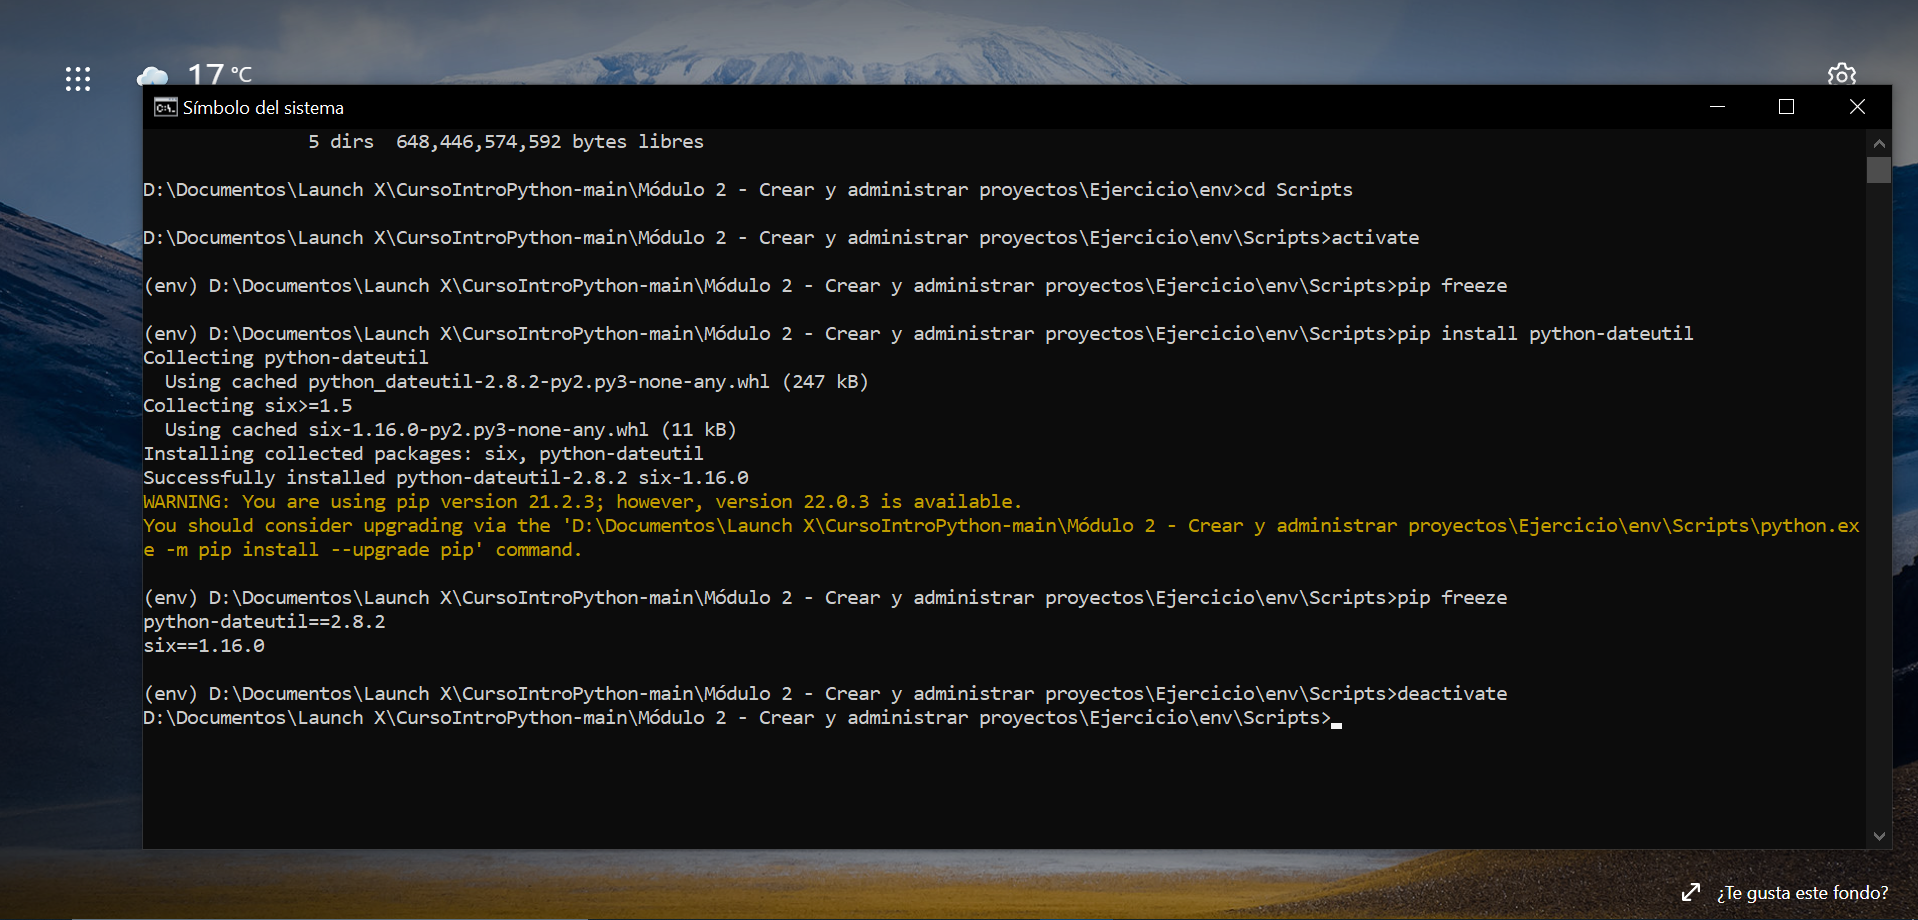 17 °C
Símbolo del sistema
5 dirs  648,446,574,592 bytes libres
D:\Documentos\Launch X\CursoIntroPython-main\Módulo 2 - Crear y administrar proyectos\Ejercicio\env>cd Scripts
D:\Documentos\Launch X\CursoIntroPython-main\Módulo 2 - Crear y administrar proyectos\Ejercicio\env\Scripts>activate
(env) D:\Documentos\Launch X\CursoIntroPython-main\Módulo 2 - Crear y administrar proyectos\Ejercicio\env\Scripts>pip freeze
(env) D:\Documentos\Launch X\CursoIntroPython-main\Módulo 2 - Crear y administrar proyectos\Ejercicio\env\Scripts>pip install python-dateutil
Collecting python-dateutil
  Using cached python_dateutil-2.8.2-py2.py3-none-any.whl (247 kB)
Collecting six>=1.5
  Using cached six-1.16.0-py2.py3-none-any.whl (11 kB)
Installing collected packages: six, python-dateutil
Successfully installed python-dateutil-2.8.2 six-1.16.0
WARNING: You are using pip version 21.2.3; however, version 22.0.3 is available.
You should consider upgrading via the 'D:\Documentos\Launch X\CursoIntroPython-main\Módulo 2 - Crear y administrar proyectos\Ejercicio\env\Scripts\python.ex
e -m pip install --upgrade pip' command.
(env) D:\Documentos\Launch X\CursoIntroPython-main\Módulo 2 - Crear y administrar proyectos\Ejercicio\env\Scripts>pip freeze
python-dateutil==2.8.2
six==1.16.0
(env) D:\Documentos\Launch X\CursoIntroPython-main\Módulo 2 - Crear y administrar proyectos\Ejercicio\env\Scripts>deactivate
D:\Documentos\Launch X\CursoIntroPython-main\Módulo 2 - Crear y administrar proyectos\Ejercicio\env\Scripts>
¿Te gusta este fondo?